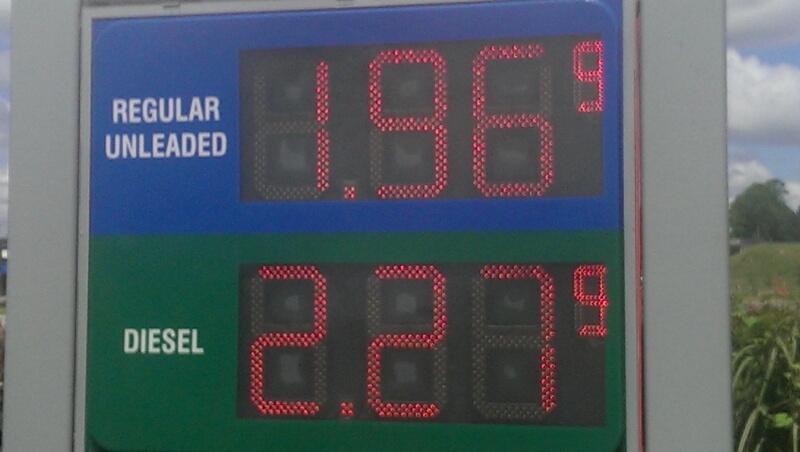 REGULAR
UNLEADED
1.96 9
DIESEL
2.27 9